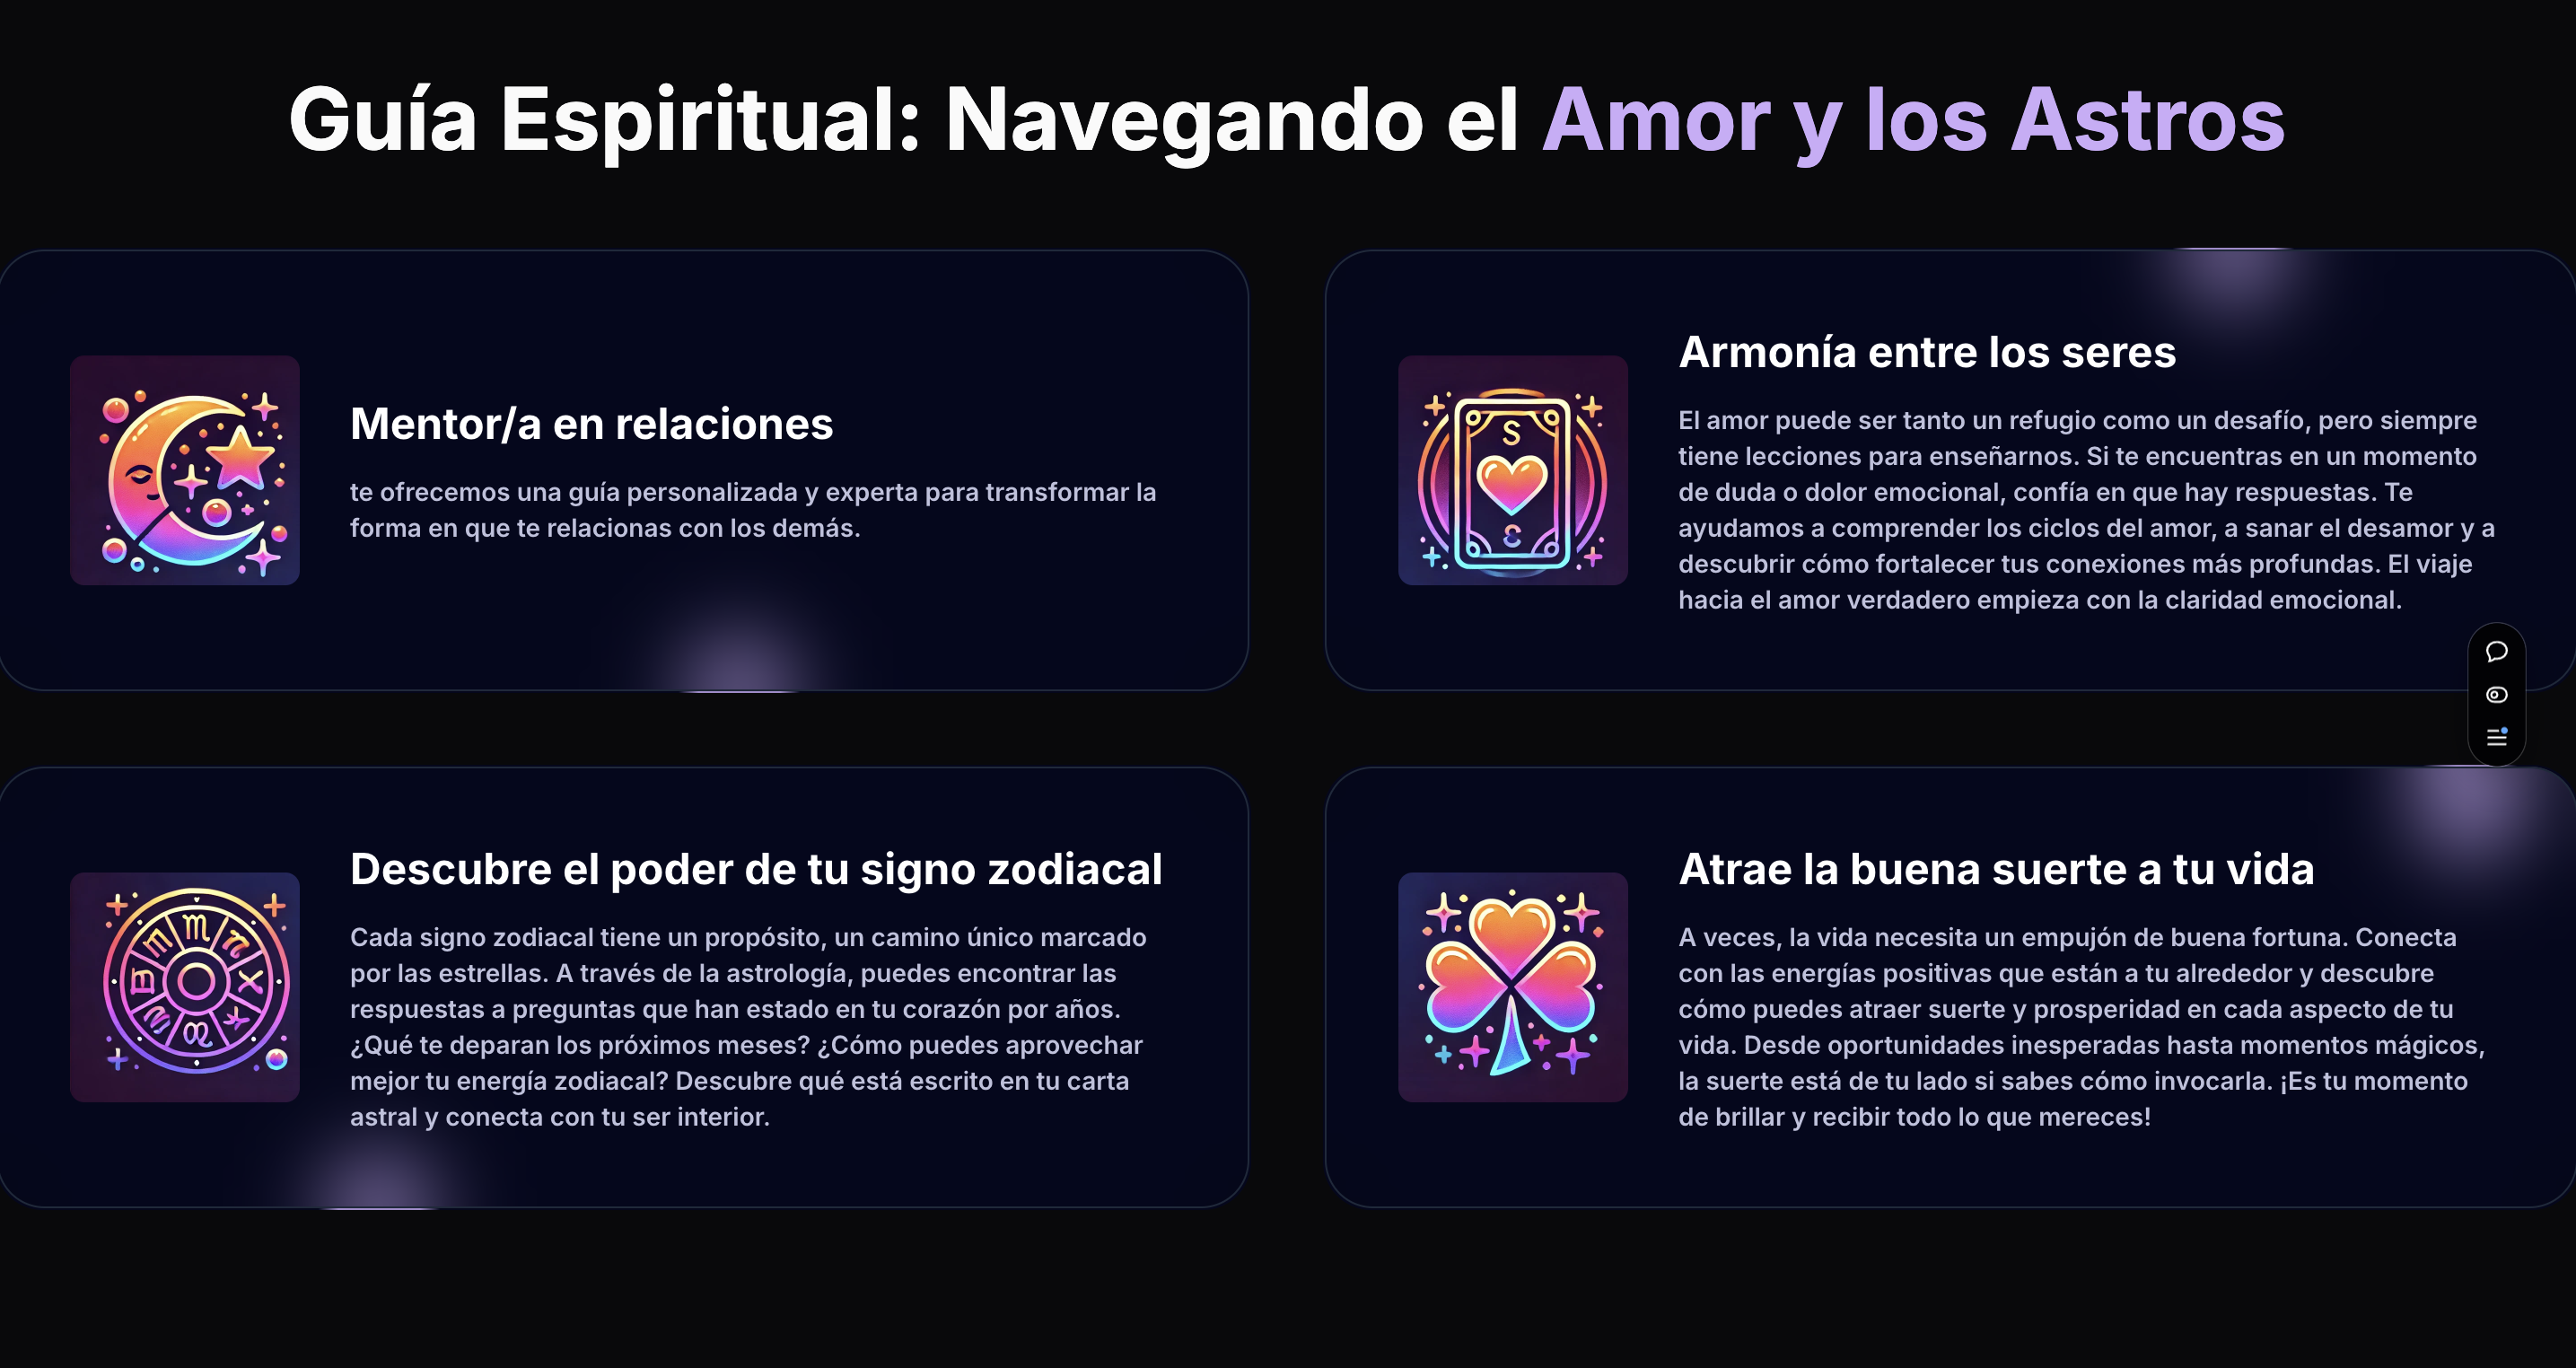 Guía Espiritual: Navegando el Amor y los Astros
Mentor/a en relaciones
te ofrecemos una guía personalizada y experta para transformar la
forma en que te relacionas con los demás.
Armonía entre los seres
El amor puede ser tanto un refugio como un desafío, pero siempre
tiene lecciones para enseñarnos. Si te encuentras en un momento
de duda o dolor emocional, confía en que hay respuestas. Te
ayudamos a comprender los ciclos del amor, a sanar el desamor y a
descubrir cómo fortalecer tus conexiones más profundas. El viaje
hacia el amor verdadero empieza con la claridad emocional.
S
Descubre el poder de tu signo zodiacal
Cada signo zodiacal tiene un propósito, un camino único marcado
por las estrellas. A través de la astrología, puedes encontrar las
respuestas a preguntas que han estado en tu corazón por años.
¿Qué te deparan los próximos meses? ¿Cómo puedes aprovechar
mejor tu energía zodiacal? Descubre qué está escrito en tu carta
astral y conecta con tu ser interior.
Atrae la buena suerte a tu vida
A veces, la vida necesita un empujón de buena fortuna. Conecta
con las energías positivas que están a tu alrededor y descubre
cómo puedes atraer suerte y prosperidad en cada aspecto de tu
vida. Desde oportunidades inesperadas hasta momentos mágicos,
la suerte está de tu lado si sabes cómo invocarla. ¡Es tu momento
de brillar y recibir todo lo que mereces!